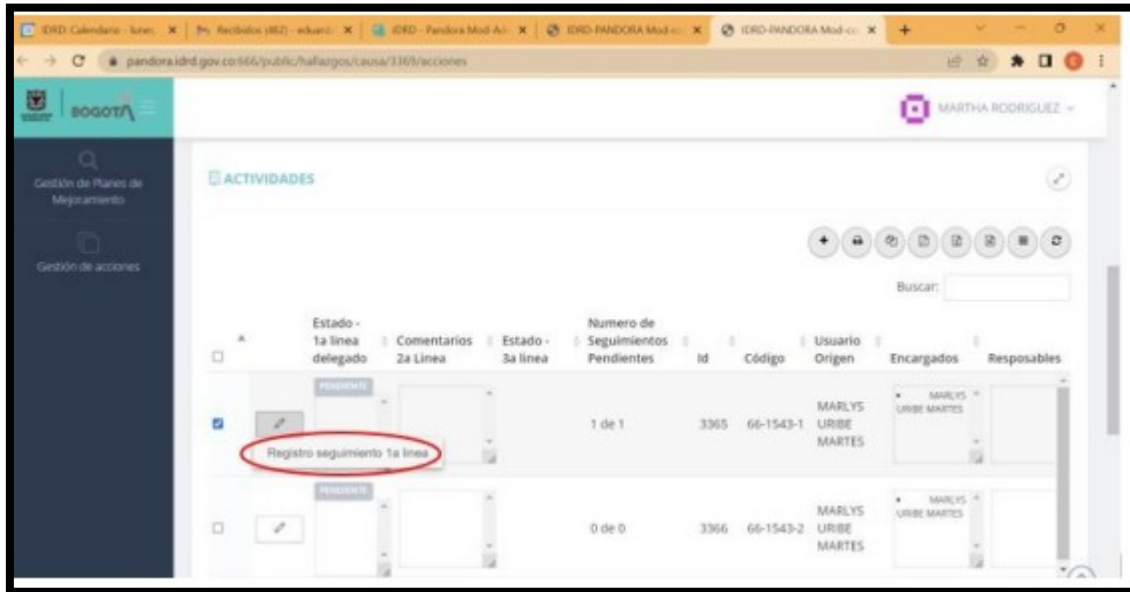 IDRD Calendario - lunes
Recibidos (482) - eduard
IDRD - Pandora Mod-Ad
IDRD-PANDORA Mod-co
IDRD-PANDORA Mod-co
pandora.idrd.gov.co:666/public/hallazgos/causa/3369/acciones
BOGOTÁ
MARTHA RODRIGUEZ
Gestión de Planes de
Mejoramiento
Gestión de acciones
ACTIVIDADES
Buscar:
Estado -
1a linea
delegado
Comentarios
2a Linea
Estado -
3a linea
Numero de
Seguimientos
Pendientes
Id
Código
Usuario
Origen
Encargados
Resposables
PENDIENTE
1 de 1
3365
66-1543-1
MARLYS
URIBE
MARTES
MARLYS
URIBE MARTES
Registro seguimiento 1a linea
PENDIENTE
0 de 0
3366
66-1543-2
MARLYS
URIBE
MARTES
MARLYS
URIBE MARTES